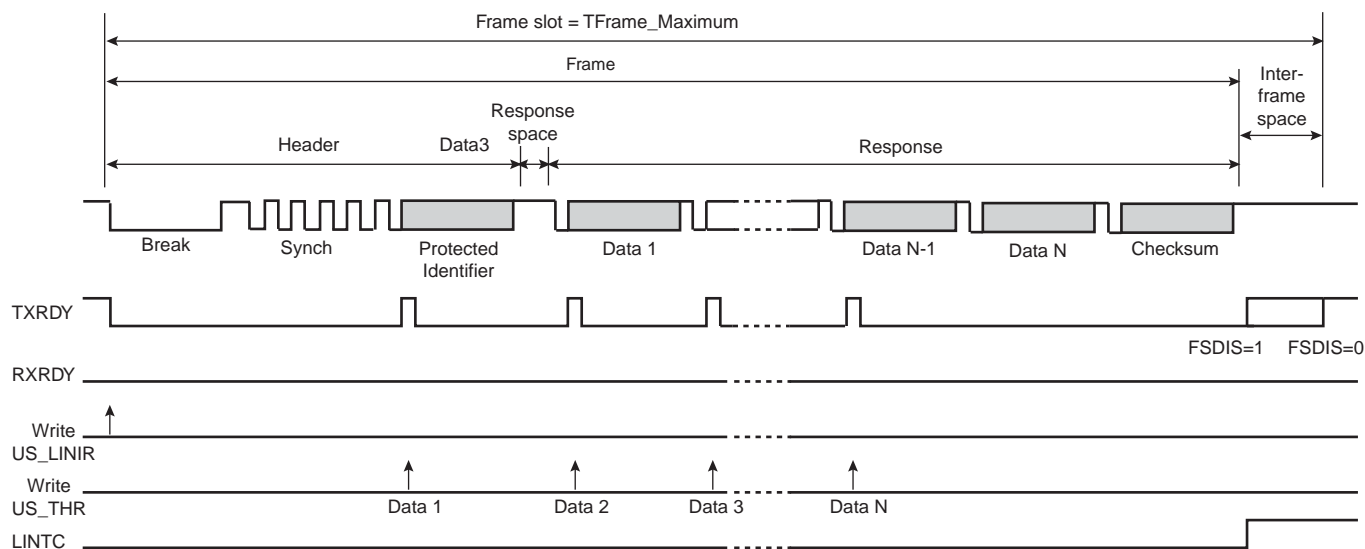 Frame slot = TFrame_Maximum
Frame
Inter-
frame
space
Response
space
Header
Data3
Response
Break
Synch
Protected
Identifier
Data 1
Data N-1
Data N
Checksum
TXRDY
FSDIS=1
FSDIS=0
RXRDY
Write
US_LINIR
Write
US_THR
Data 1
Data 2
Data 3
Data N
LINTC